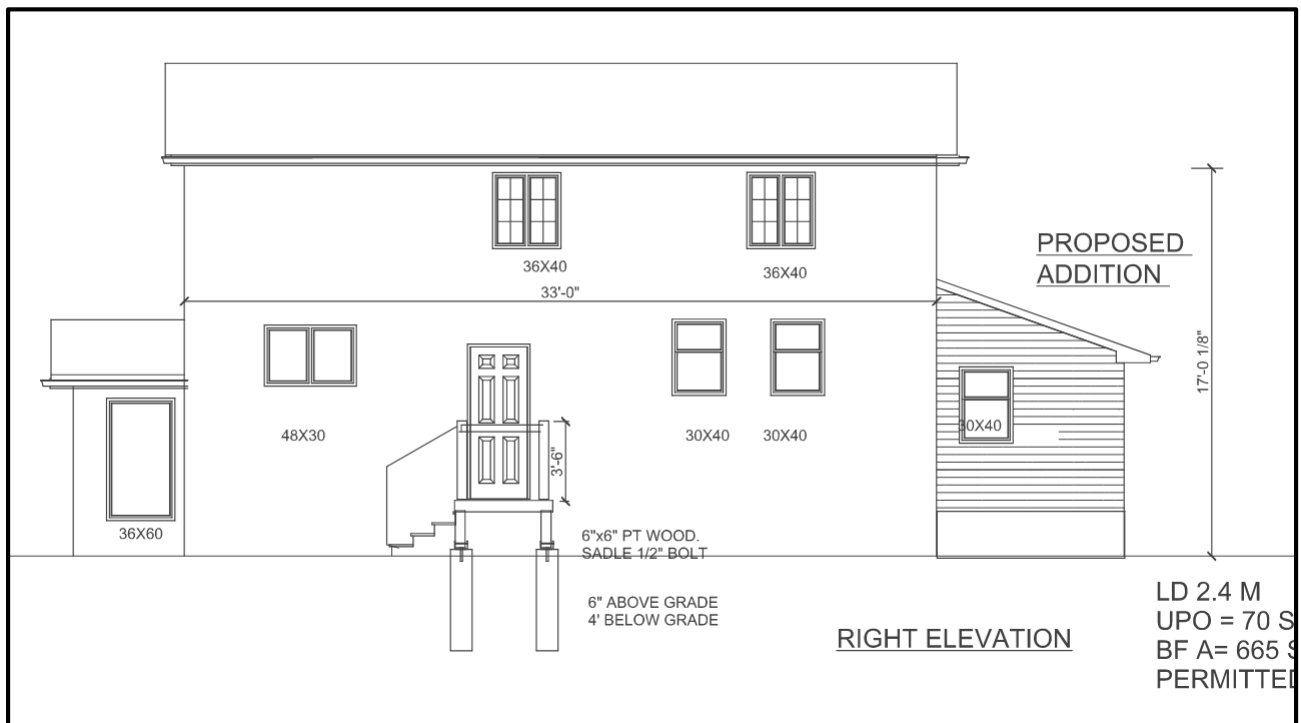 36X40
36X40
33'-0"
PROPOSED
ADDITION
17'-0 1/8"
48X30
30X40
30X40
30X40
3'-6"
36X60
6"x6" PT WOOD.
SADLE 1/2" BOLT
6" ABOVE GRADE
4' BELOW GRADE
RIGHT ELEVATION
LD 2.4 M
UPO = 70 S
BF A= 665 S
PERMITTED